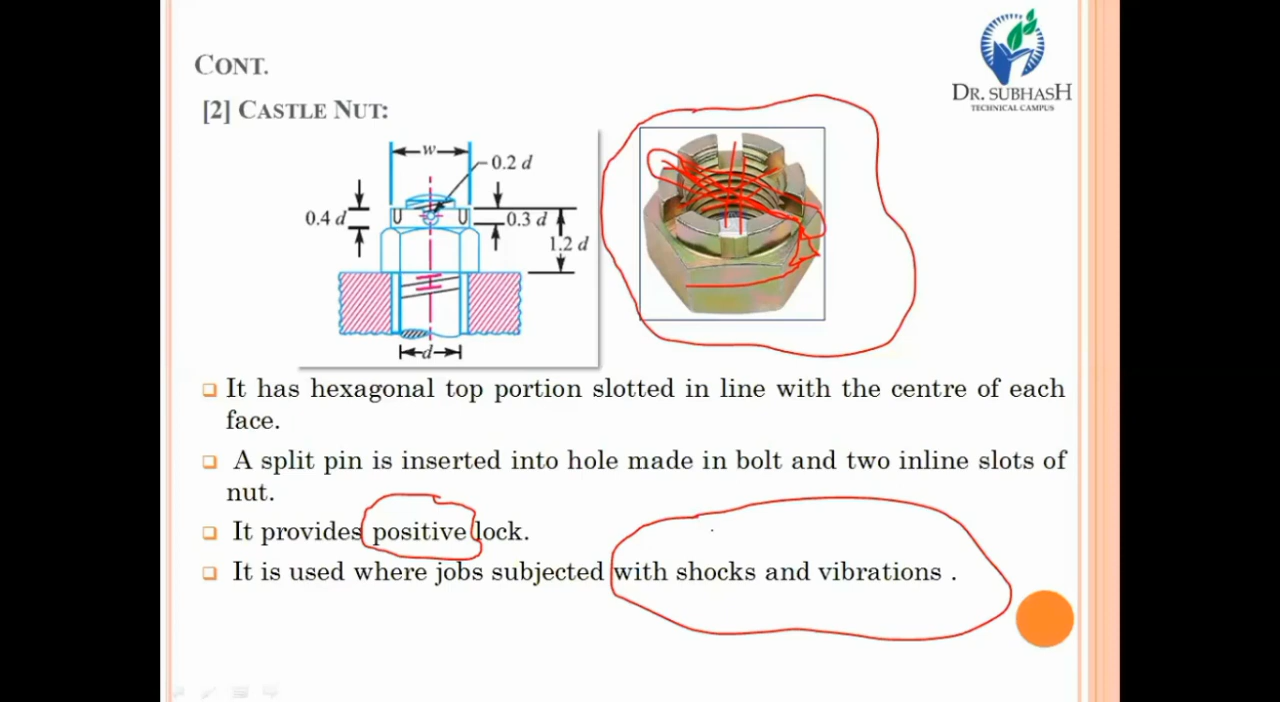 CONT.
DR. SUBHASH
TECHNICAL CAMPUS
[2] CASTLE NUT:
w
0.2 d
0.4 d
0.3 d
1.2 d
d
It has hexagonal top portion slotted in line with the centre of each
face.
A split pin is inserted into hole made in bolt and two inline slots of
nut.
It provides positive lock.
It is used where jobs subjected with shocks and vibrations .